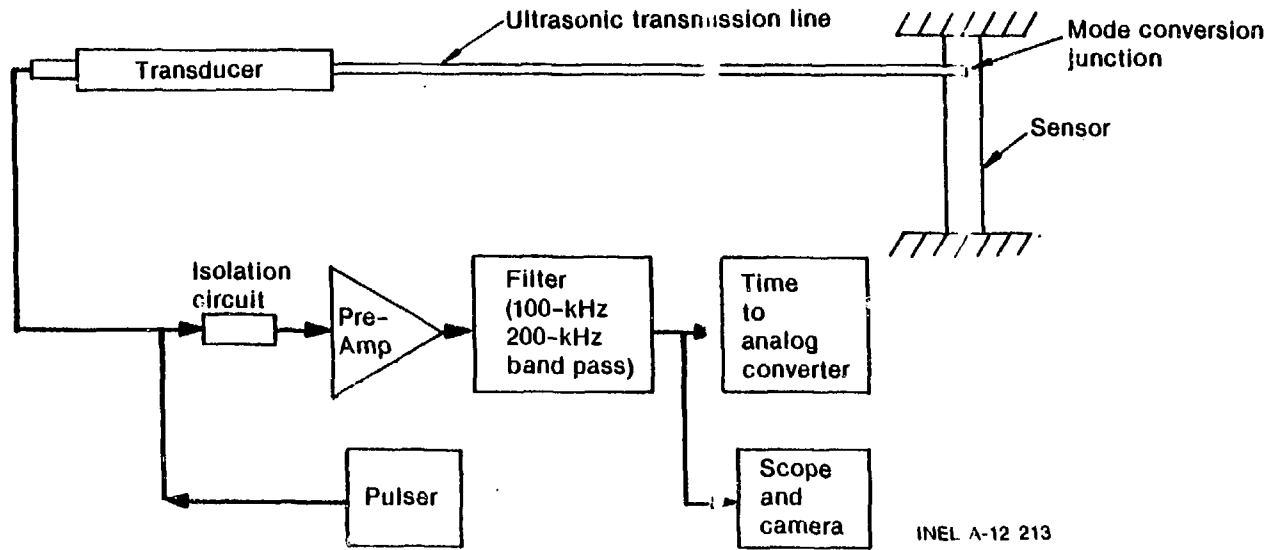 Ultrasonic transmission line
Mode conversion
junction
Transducer
Sensor
Isolation
circuit
Pre-
Amp
Filter
(100-kHz
200-kHz
band pass)
Time
to
analog
converter
Pulser
Scope
and
camera
INEL A-12 213